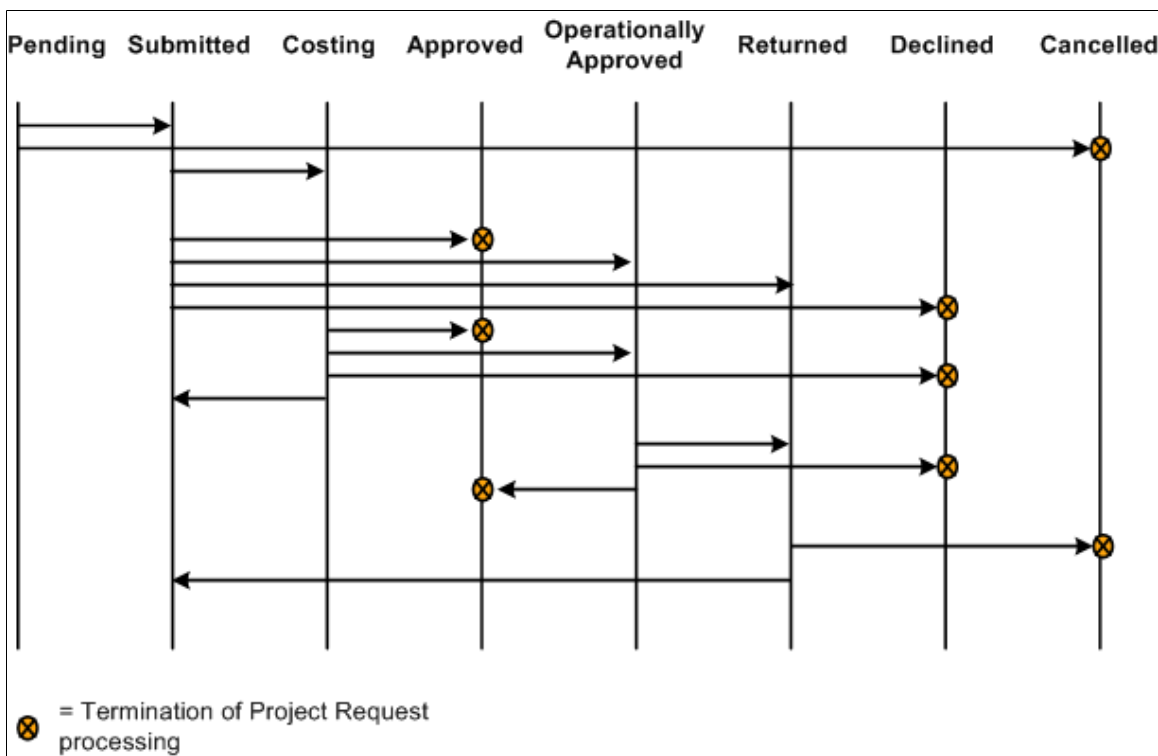 Pending Submitted Costing Approved Operationally Approved Returned Declined Cancelled
= Termination of Project Request
processing